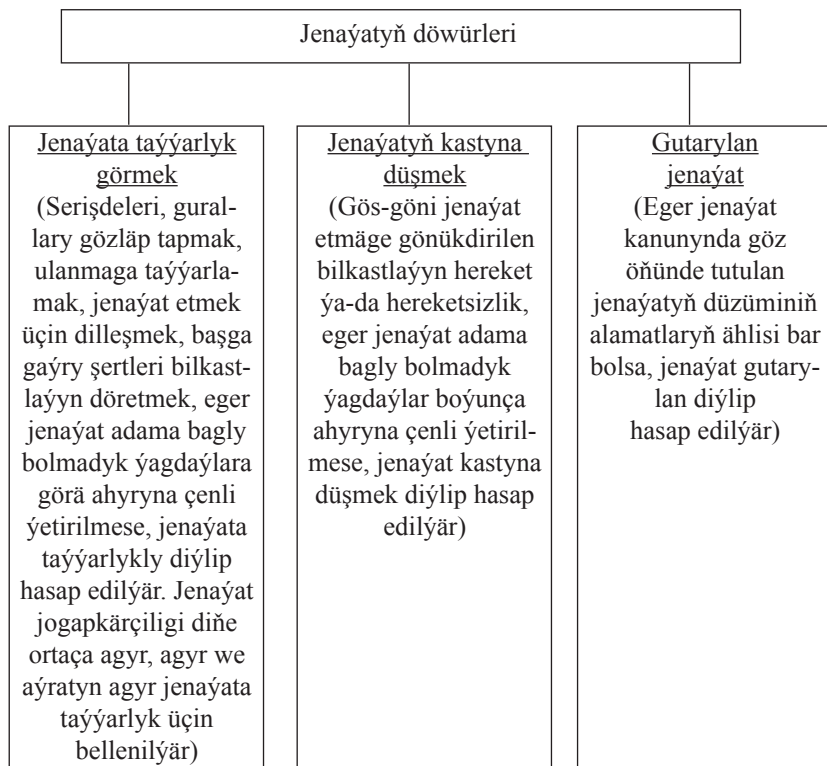 Jenaýatyň döwürleri
Jenaýata taýýarlyk
görmek
(Serişdeleri, gural-
lary gözläp tapmak,
ulanmaga taýýarla-
mak, jenaýat etmek
üçin dilleşmek, başga
gaýry şertleri bilkast-
laýyn döretmek, eger
jenaýat adama bagly
bolmadyk ýagdaýlara
görä ahyryna çenli
ýetirilmese, jenaýata
taýýarlykly diýlip
hasap edilýär. Jenaýat
jogapkärçiligi diňe
ortaça agyr, agyr we
aýratyn agyr jenaýata
taýýarlyk üçin
bellenilýär)
Jenaýatyň kastyna
düşmek
(Gös-göni jenaýat
etmäge gönükdirilen
bilkastlaýyn hereket
ýa-da hereketsizlik,
eger jenaýat adama
bagly bolmadyk
ýagdaýlar boýunça
ahyryna çenli ýetiril-
mese, jenaýat kastyna
düşmek diýlip hasap
edilýär)
Gutarylan
jenaýat
(Eger jenaýat
kanunynda göz
öňünde tutulan
jenaýatyň düzüminiň
alamatlaryň ählisi bar
bolsa, jenaýat gutary-
lan diýlip
hasap edilýär)